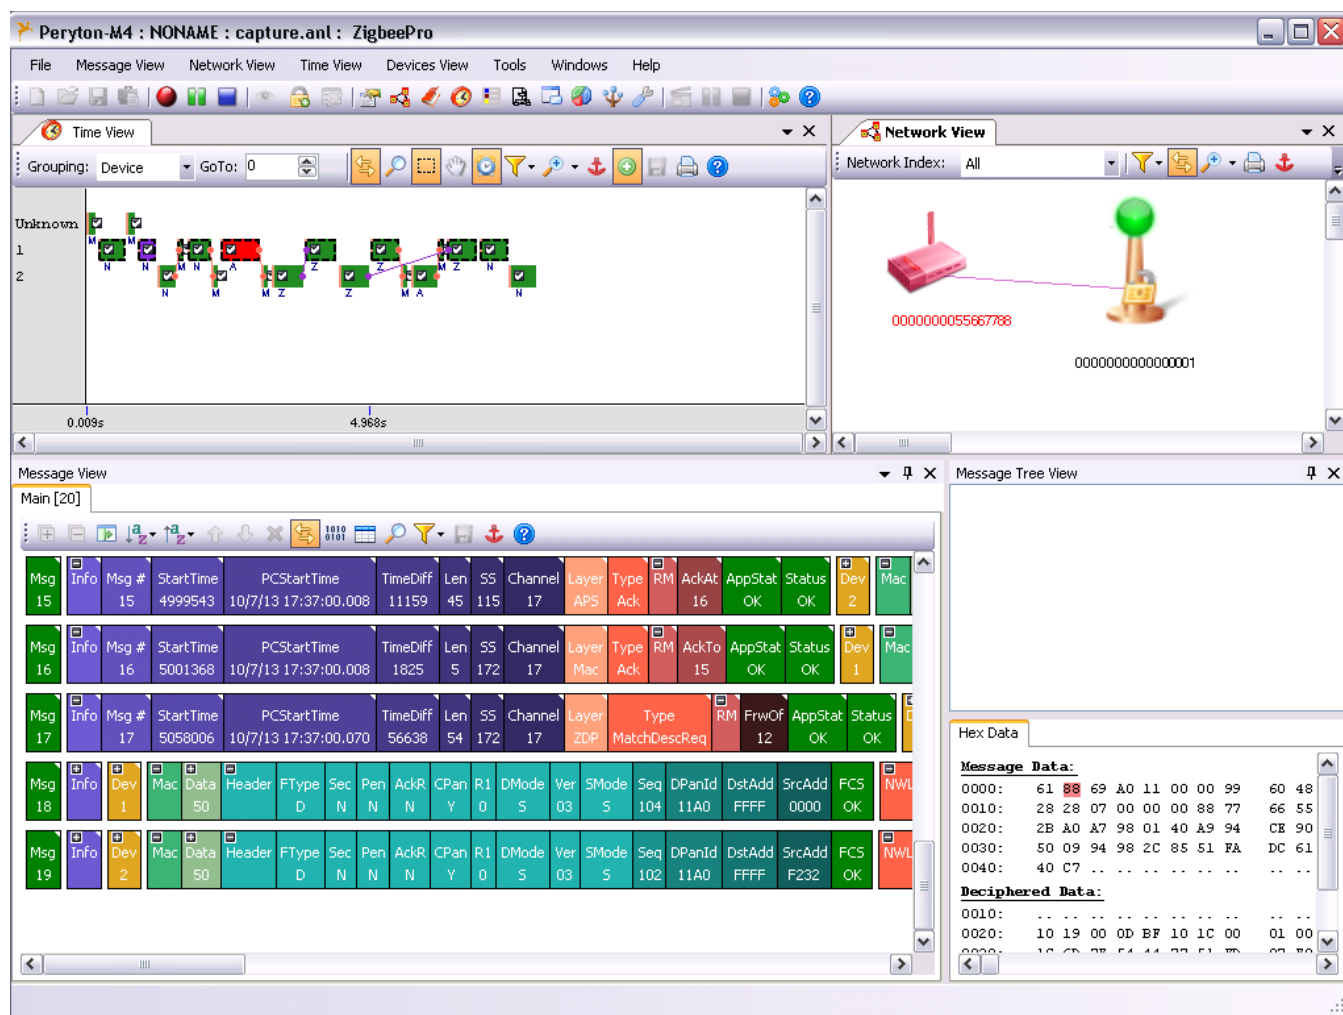 Peryton-M4 : NONAME : capture.anl : ZigbeePro
File Message View Network View Time View Devices View Tools Windows Help
Time View
Grouping: Device GoTo: 0
Unknown
M M
1
N N M N A Z Z M Z N
2
N M M Z Z M A N
0.009s 4.968s
Network View
Network Index: All
0000000055667788
0000000000000001
Message View
Main [20]
Msg Info Msg # StartTime PCStartTime TimeDiff Len SS Channel Layer Type RM AckAt AppStat Status Dev Mac
15 15 4999543 10/7/13 17:37:00.008 11159 45 115 17 APS Ack 16 OK OK 2
Msg Info Msg # StartTime PCStartTime TimeDiff Len SS Channel Layer Type RM AckTo AppStat Status Dev Mac
16 16 5001368 10/7/13 17:37:00.008 1825 5 172 17 Mac Ack 15 OK OK 1
Msg Info Msg # StartTime PCStartTime TimeDiff Len SS Channel Layer Type RM FrwOf AppStat Status
17 17 5058006 10/7/13 17:37:00.070 56638 54 172 17 ZDP MatchDescReq 12 OK OK
Msg Info Dev Mac Data Header FType Sec Pen AckR CPan R1 DMode Ver SMode Seq DPanId DstAdd SrcAdd FCS NWL
18 1 50 D N N N Y 0 S 03 S 104 11A0 FFFF 0000 OK
Msg Info Dev Mac Data Header FType Sec Pen AckR CPan R1 DMode Ver SMode Seq DPanId DstAdd SrcAdd FCS NWL
19 2 50 D N N N Y 0 S 03 S 102 11A0 FFFF F232 OK
Message Tree View
Hex Data
Message Data:
0000: 61 88 69 A0 11 00 00 99 60 48
0010: 28 28 07 00 00 00 88 77 66 55
0020: 2B A0 A7 98 01 40 A9 94 CE 90
0030: 50 09 94 98 2C 85 51 FA DC 61
0040: 40 C7 .. .. .. .. .. .. .. ..
Deciphered Data:
0010: .. .. .. .. .. .. .. .. .. ..
0020: 10 19 00 0D BF 10 1C 00 01 00